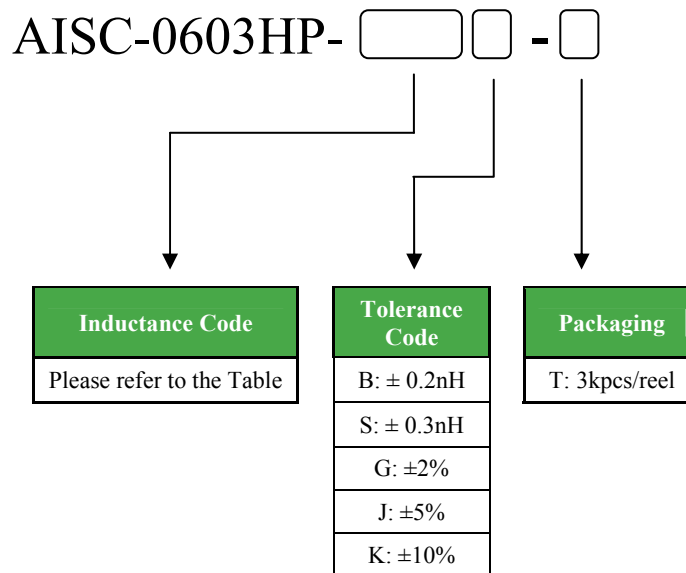 AISC-0603HP- -
Inductance Code
Please refer to the Table
Tolerance
Code
B: ± 0.2nH
S: ± 0.3nH
G: ±2%
J: ±5%
K: ±10%
Packaging
T: 3kpcs/reel